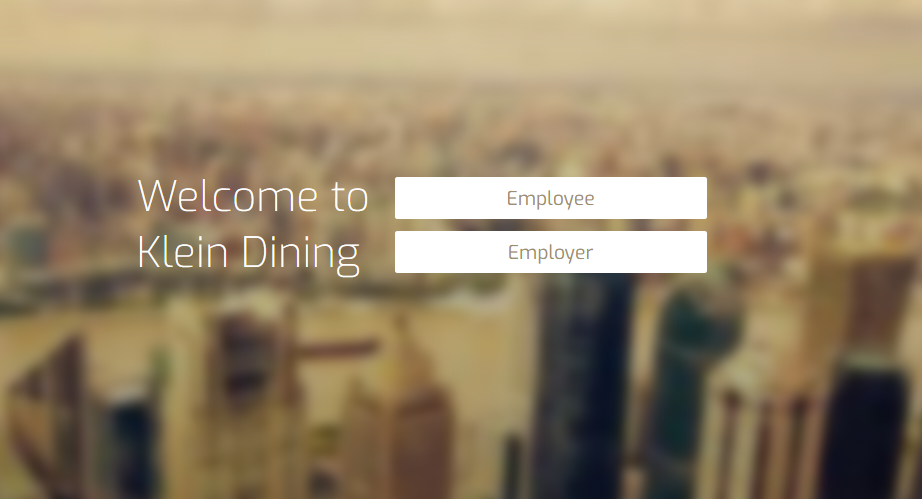 Welcome to
Klein Dining
Employee
Employer